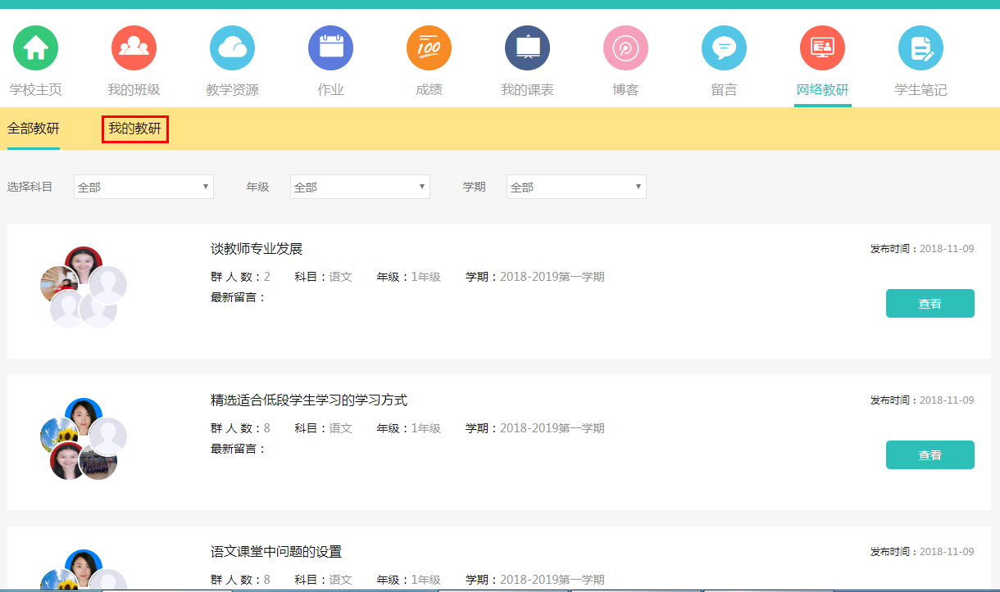 100
学校主页 我的班级 教学资源 作业 成绩 我的课表 博客 留言 网络教研 学生笔记
全部教研 我的教研
选择科目 全部 年级 全部 学期 全部
谈教师专业发展 发布时间：2018-11-09
群 人 数：2 科目：语文 年级：1年级 学期：2018-2019第一学期
最新留言：
查看
精选适合低段学生学习的学习方式 发布时间：2018-11-09
群 人 数：8 科目：语文 年级：1年级 学期：2018-2019第一学期
最新留言：
查看
语文课堂中问题的设置 发布时间：2018-11-09
群 人 数：8 科目：语文 年级：1年级 学期：2018-2019第一学期